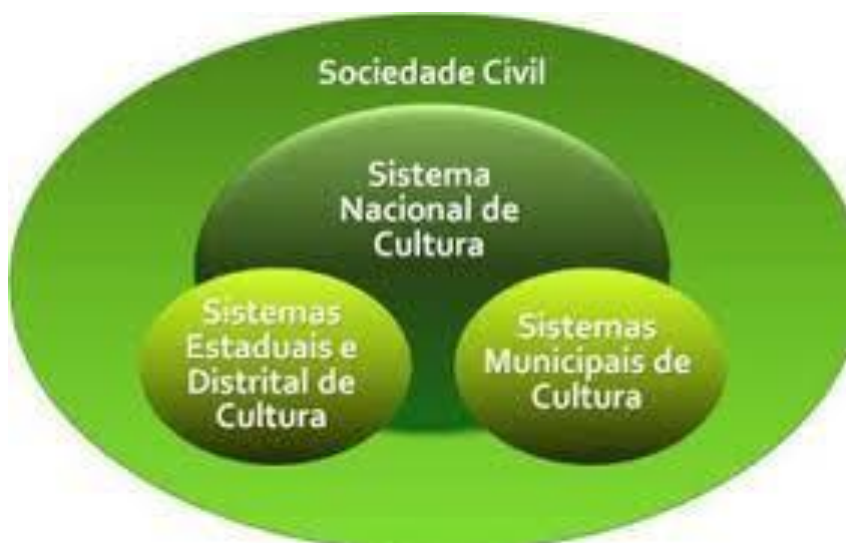 Sociedade Civil
Sistema
Nacional de
Cultura
Sistemas
Estaduais e
Distrital de
Cultura
Sistemas
Municipais de
Cultura